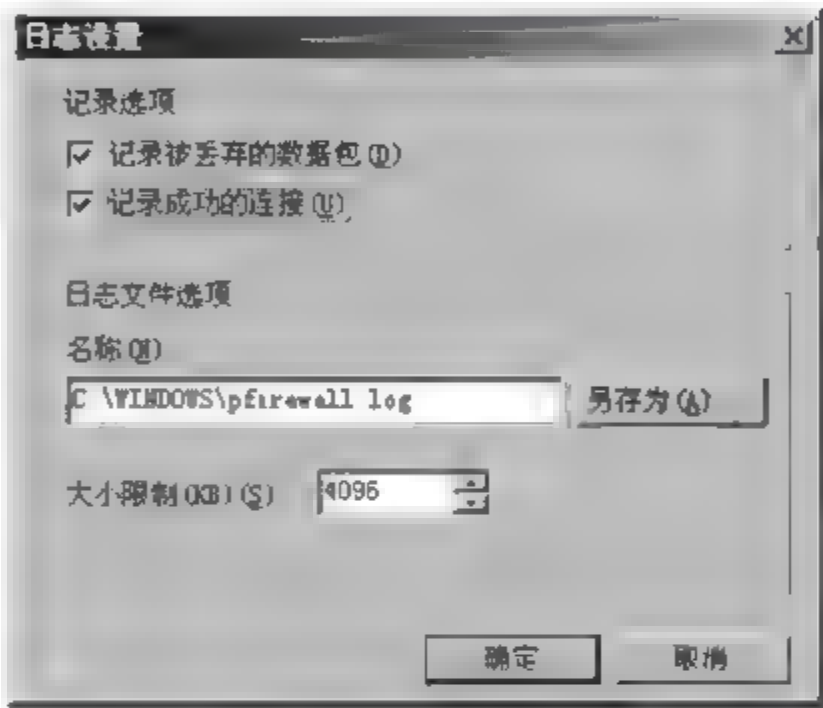 日志设置
记录选项
记录被丢弃的数据包(D)
记录成功的连接(U)
日志文件选项
名称(N)
C \WINDOWS\pfirewall log
另存为(A)
大小限制(KB)(S) 4096
确定 取消